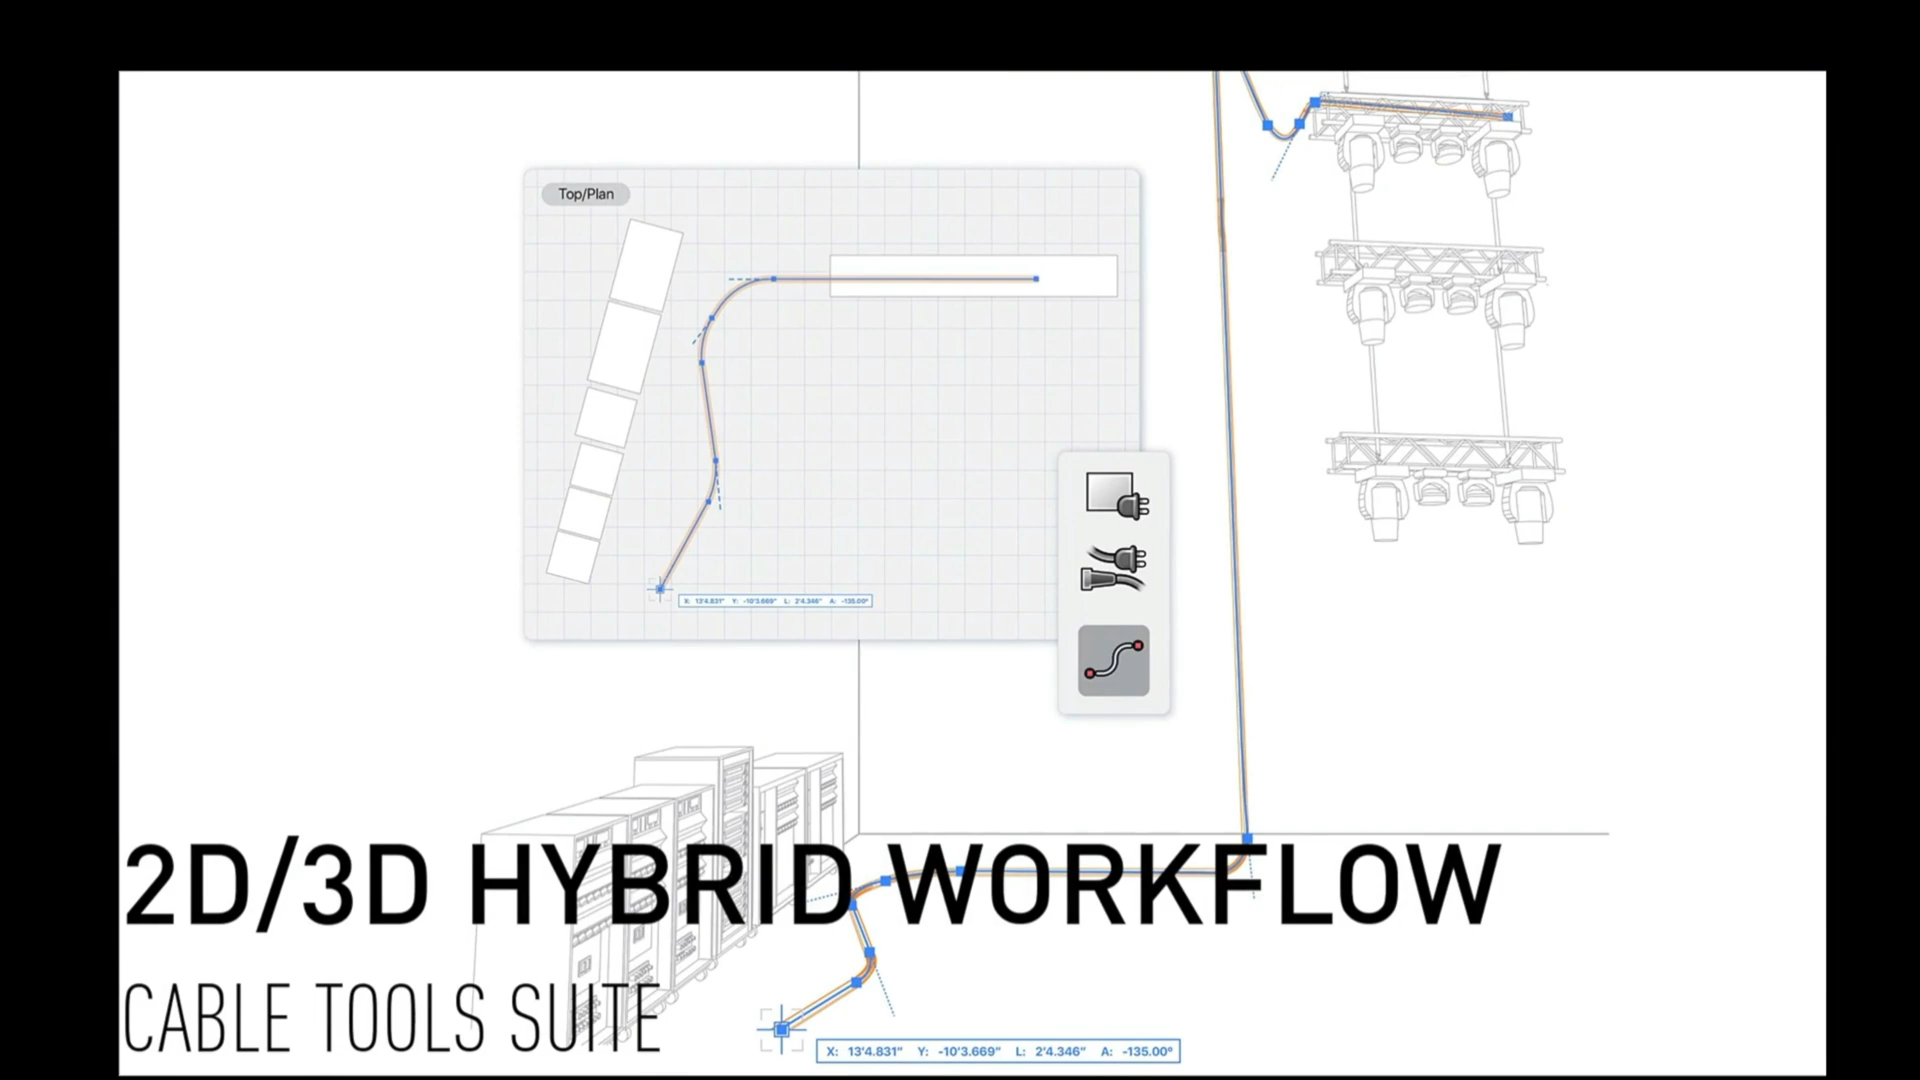 Top/Plan
X: 13'4.831" Y: -10'3.669" L: 2'4.346" A: -135.00°
2D/3D HYBRID WORKFLOW
CABLE TOOLS SUITE
X: 13'4.831" Y: -10'3.669" L: 2'4.346" A: -135.00°